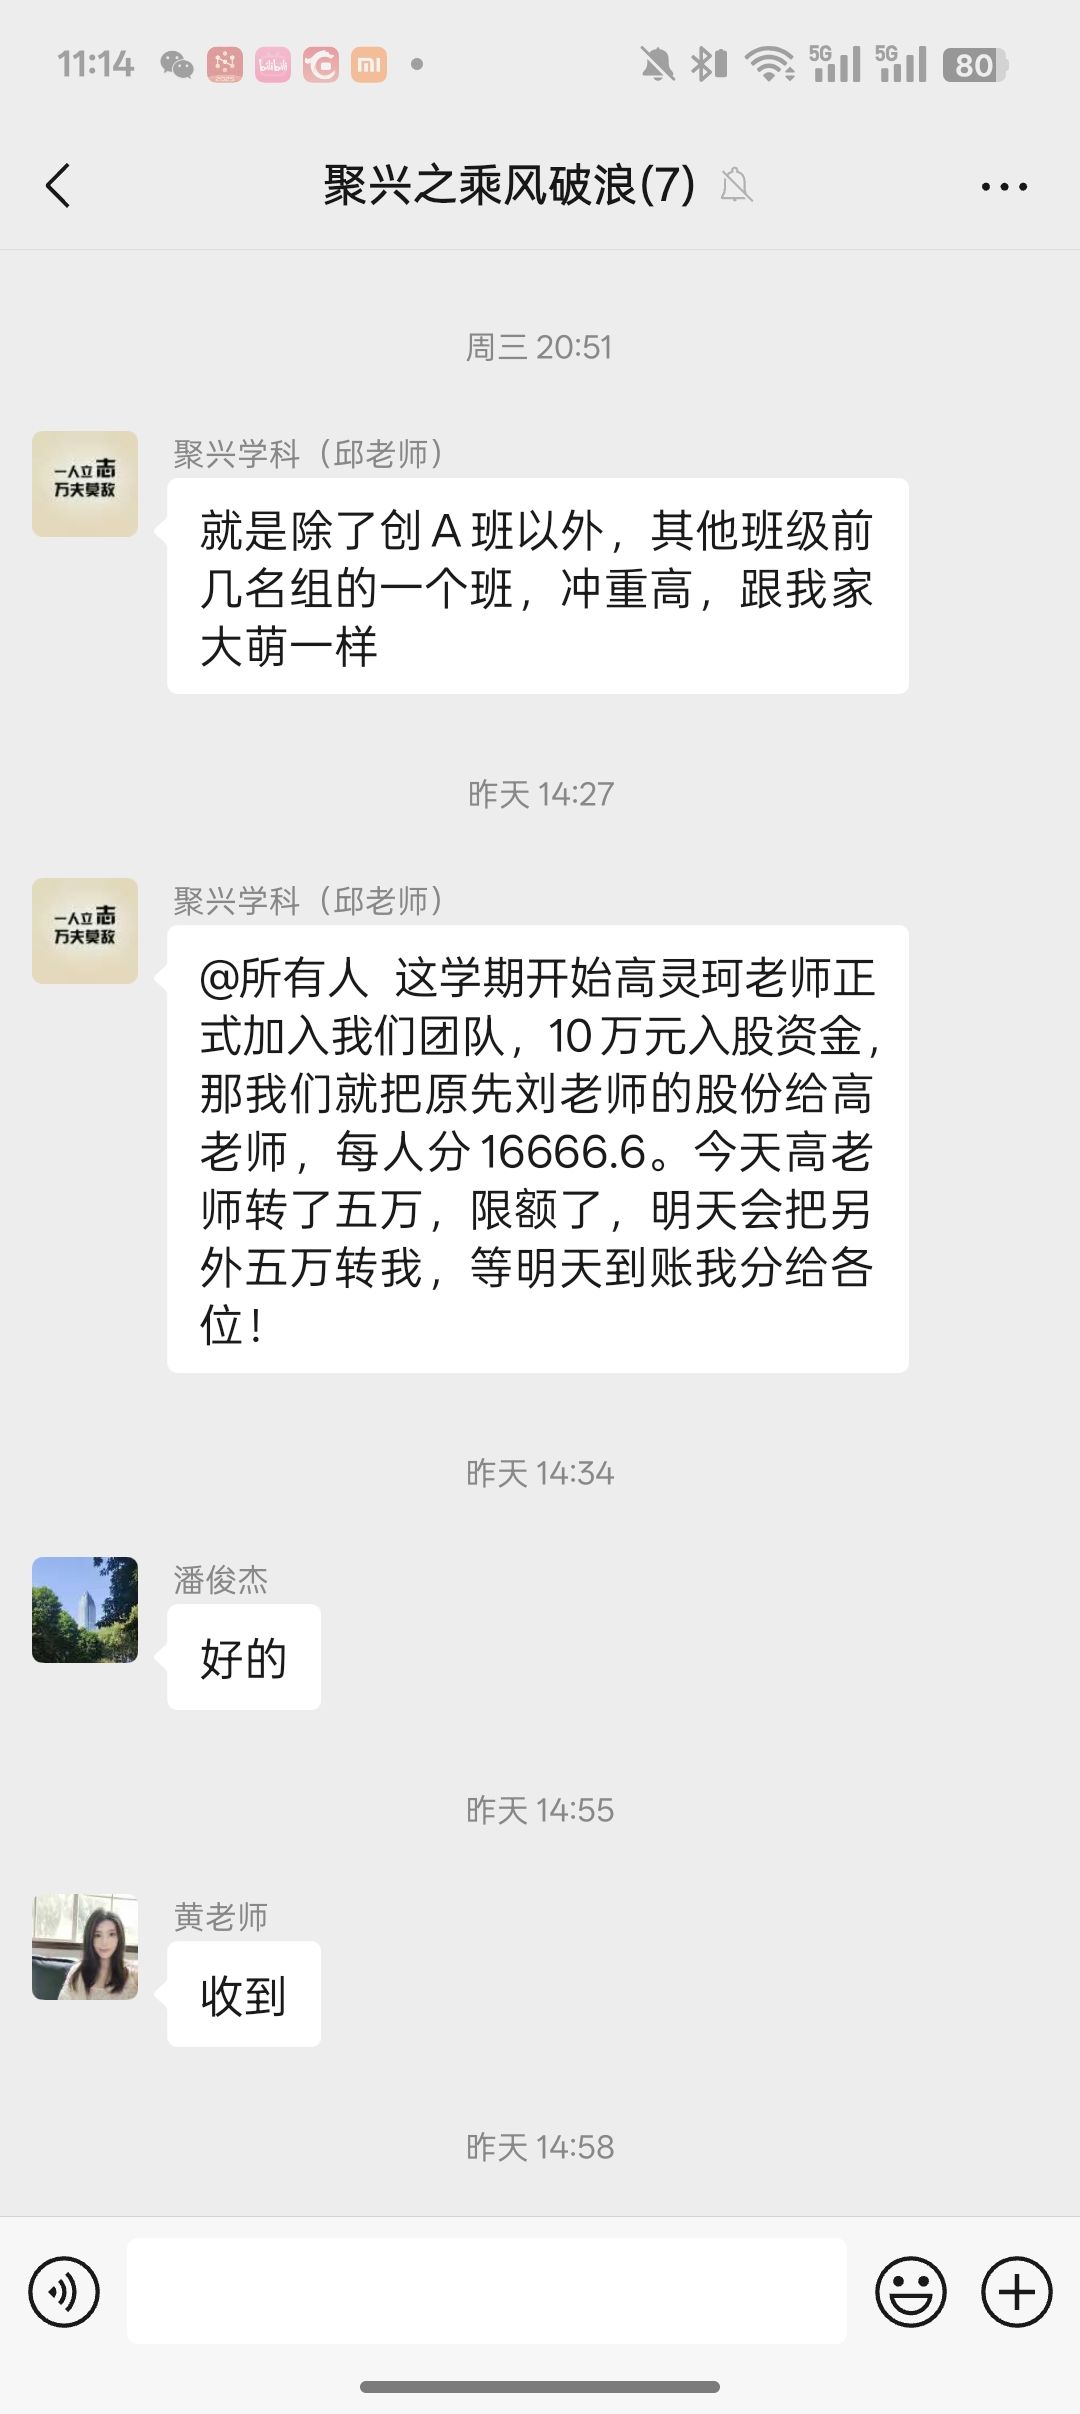 11:14
2025
bilibili
mi
5G
5G
80
聚兴之乘风破浪(7)
周三 20:51
一人立志
万夫莫敌
聚兴学科（邱老师）
就是除了创A班以外，其他班级前
几名组的一个班，冲重高，跟我家
大萌一样
昨天 14:27
一人立志
万夫莫敌
聚兴学科（邱老师）
@所有人 这学期开始高灵珂老师正
式加入我们团队，10万元入股资金，
那我们就把原先刘老师的股份给高
老师，每人分16666.6。今天高老
师转了五万，限额了，明天会把另
外五万转我，等明天到账我分给各
位！
昨天 14:34
潘俊杰
好的
昨天 14:55
黄老师
收到
昨天 14:58